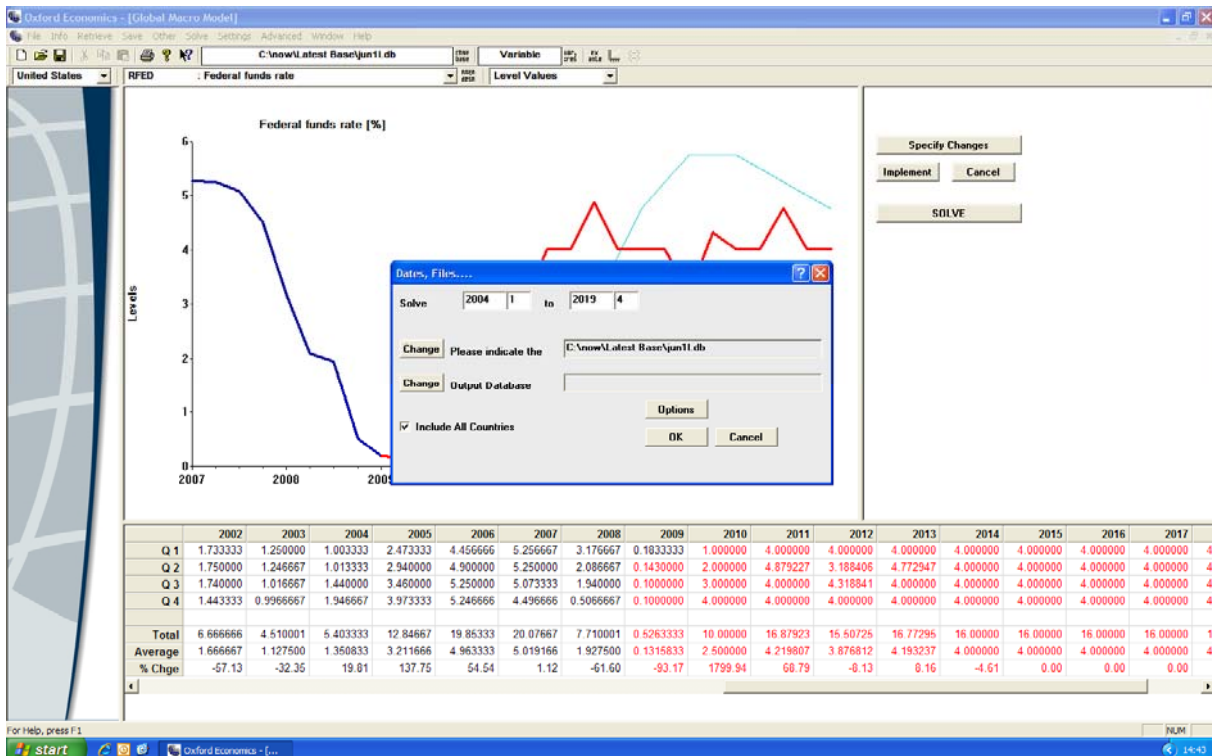 Oxford Economics - [Global Macro Model]
File Info Retrieve Save Other Solve Settings Advanced Window Help
C:\now\Latest Base\jun1l.db Variable
United States RFED : Federal funds rate Level Values
Federal funds rate [%]
Levels
6
5
4
3
2
1
0
2007 2008 2009
Specify Changes
Implement Cancel
SOLVE
Dates, Files....
Solve 2004 1 to 2019 4
Change Please indicate the C:\now\Latest Base\jun1l.db
Change Output Database
Options
Include All Countries
OK Cancel
2002 2003 2004 2005 2006 2007 2008 2009 2010 2011 2012 2013 2014 2015 2016 2017
Q 1 1.733333 1.250000 1.003333 2.473333 4.456666 5.256667 3.176667 0.1833333 1.000000 4.000000 4.000000 4.000000 4.000000 4.000000 4.000000 4.000000 4
Q 2 1.750000 1.246667 1.013333 2.940000 4.900000 5.250000 2.086667 0.1430000 2.000000 4.879227 3.188406 4.772947 4.000000 4.000000 4.000000 4.000000 4
Q 3 1.740000 1.016667 1.440000 3.460000 5.250000 5.073333 1.940000 0.1000000 3.000000 4.000000 4.318841 4.000000 4.000000 4.000000 4.000000 4.000000 4
Q 4 1.443333 0.9966667 1.946667 3.973333 5.246666 4.496666 0.5066667 0.1000000 4.000000 4.000000 4.000000 4.000000 4.000000 4.000000 4.000000 4.000000 4
Total 6.666666 4.510001 5.403333 12.84667 19.85333 20.07667 7.710001 0.5263333 10.00000 16.87923 15.50725 16.77295 16.00000 16.00000 16.00000 16.00000 1
Average 1.666667 1.127500 1.350833 3.211666 4.963333 5.019166 1.927500 0.1315833 2.500000 4.219807 3.876812 4.193237 4.000000 4.000000 4.000000 4.000000 4
% Chge -57.13 -32.35 19.81 137.75 54.54 1.12 -61.60 -93.17 1799.94 68.79 -8.13 8.16 -4.61 0.00 0.00 0.00
For Help, press F1
NUM
start Oxford Economics - [... 14:43